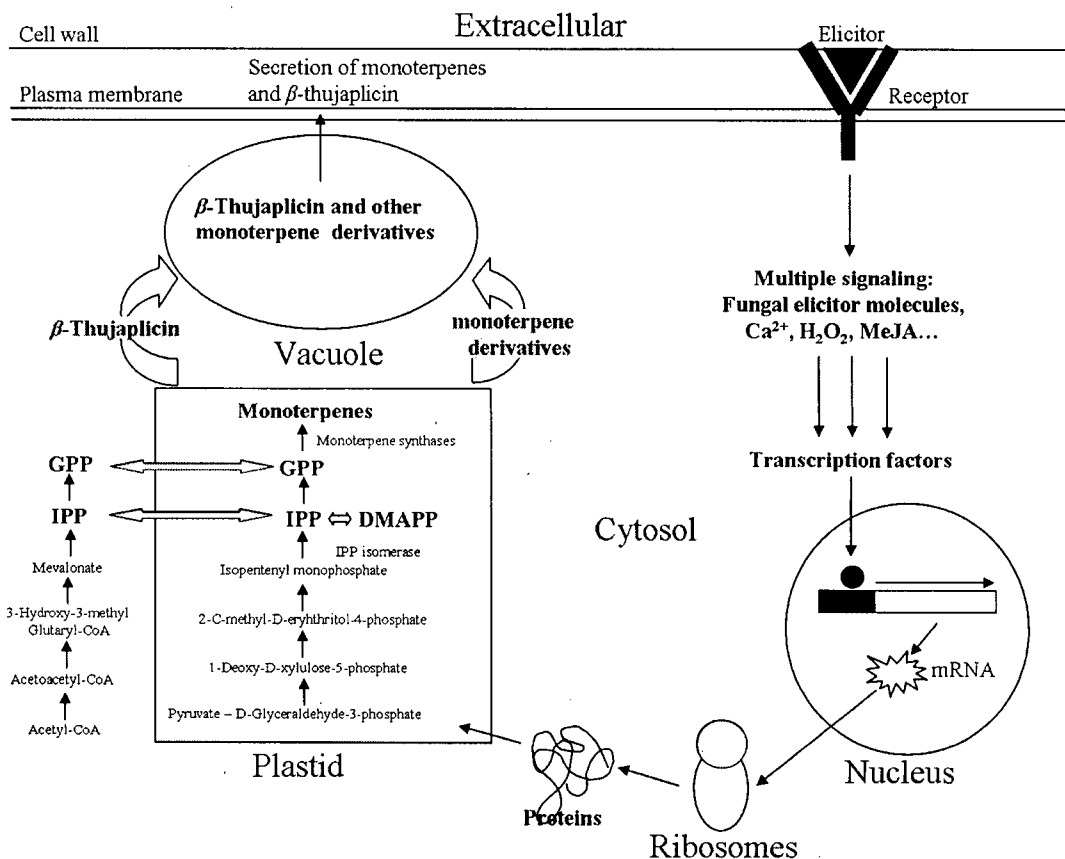 Extracellular
Cell wall
Elicitor
Secretion of monoterpenes
and β-thujaplicin
Plasma membrane
Receptor
β-Thujaplicin and other
monoterpene derivatives
Multiple signaling:
Fungal elicitor molecules,
Ca²⁺, H₂O₂, MeJA...
β-Thujaplicin
monoterpene
derivatives
Vacuole
Monoterpenes
Monoterpene synthases
GPP
GPP
Transcription factors
IPP
IPP ⇔ DMAPP
Cytosol
IPP isomerase
Mevalonate
Isopentenyl monophosphate
3-Hydroxy-3-methyl
Glutaryl-CoA
2-C-methyl-D-eryhthritol-4-phosphate
1-Deoxy-D-xylulose-5-phosphate
Acetoacetyl-CoA
mRNA
Pyruvate – D-Glyceraldehyde-3-phosphate
Acetyl-CoA
Plastid
Nucleus
Proteins
Ribosomes